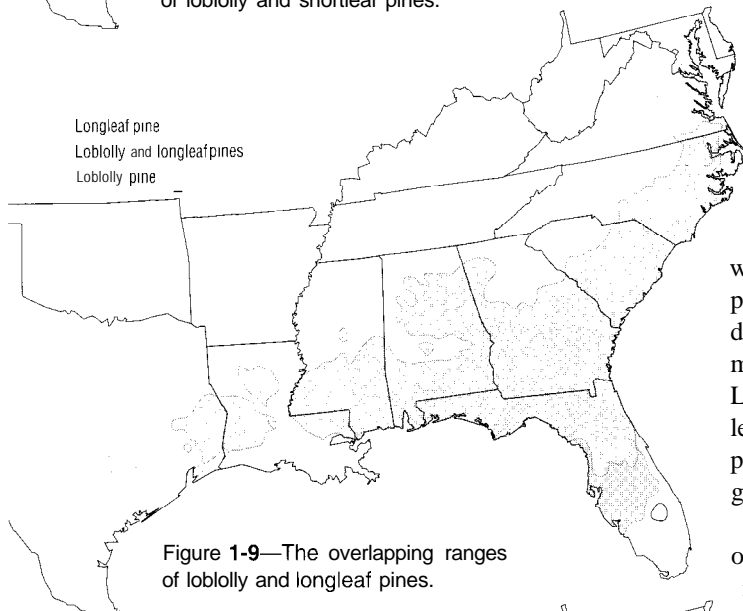 of loblolly and shortleaf pines.
Longleaf pine
Loblolly and longleaf pines
Loblolly pine
Figure 1-9—The overlapping ranges
of loblolly and longleaf pines.
w
p
d
m
L
le
p
g
o